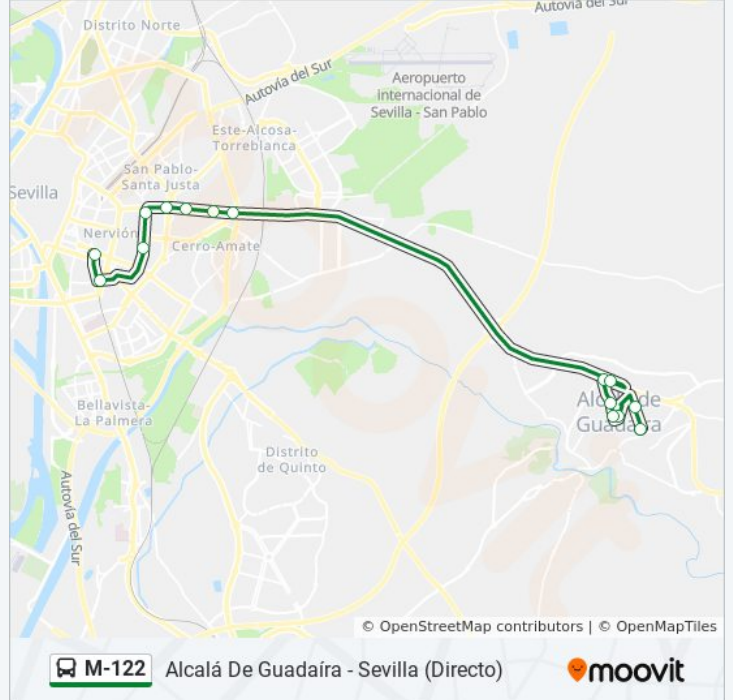 Distrito Norte
Autovía del Sur
Autovía del Sur
Aeropuerto
internacional de
Sevilla - San Pablo
Este-Alcosa-
Torreblanca
San Pablo-
Santa Justa
Sevilla
Nervión
Cerro-Amate
Alcalá de
Guadaíra
Bellavista-
La Palmera
Distrito
de Quinto
Autovía del Sur
© OpenStreetMap contributors | © OpenMapTiles
M-122 Alcalá De Guadaíra - Sevilla (Directo) moovit